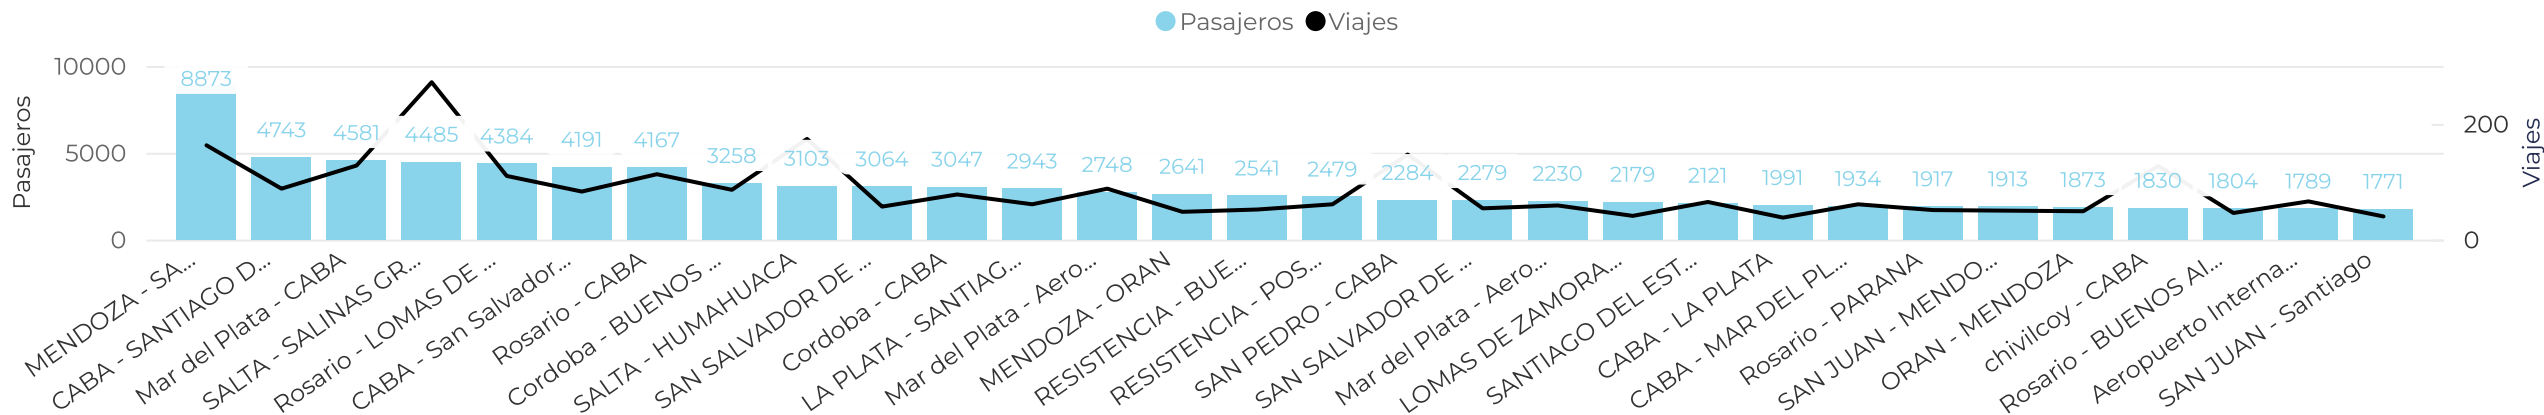 Pasajeros Viajes
10000
5000
0
Pasajeros
200
0
Viajes
8873
4743
4581
4485
4384
4191
4167
3258
3103
3064
3047
2943
2748
2641
2541
2479
2284
2279
2230
2179
2121
1991
1934
1917
1913
1873
1830
1804
1789
1771
MENDOZA - SA...
CABA - SANTIAGO D...
Mar del Plata - CABA
SALTA - SALINAS GR...
Rosario - LOMAS DE ...
CABA - San Salvador...
Rosario - CABA
Cordoba - BUENOS ...
SALTA - HUMAHUACA
SAN SALVADOR DE ...
Cordoba - CABA
LA PLATA - SANTIAG...
Mar del Plata - Aero...
MENDOZA - ORAN
RESISTENCIA - BUE...
RESISTENCIA - POS...
SAN PEDRO - CABA
SAN SALVADOR DE ...
Mar del Plata - Aero...
LOMAS DE ZAMORA...
SANTIAGO DEL EST...
CABA - LA PLATA
CABA - MAR DEL PL...
Rosario - PARANA
SAN JUAN - MENDO...
ORAN - MENDOZA
chivilcoy - CABA
Rosario - BUENOS AI...
Aeropuerto Interna...
SAN JUAN - Santiago